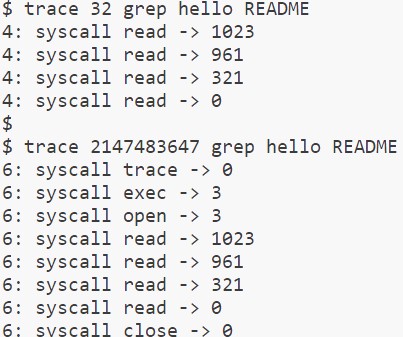 $ trace 32 grep hello README
4: syscall read -> 1023
4: syscall read -> 961
4: syscall read -> 321
4: syscall read -> 0
$
$ trace 2147483647 grep hello README
6: syscall trace -> 0
6: syscall exec -> 3
6: syscall open -> 3
6: syscall read -> 1023
6: syscall read -> 961
6: syscall read -> 321
6: syscall read -> 0
6: syscall close -> 0